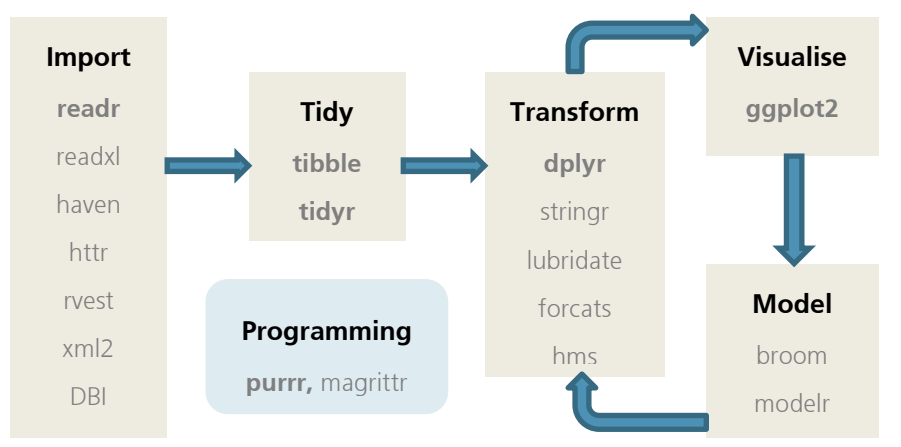 Import
readr
readxl
haven
httr
rvest
xml2
DBI
Tidy
tibble
tidyr
Programming
purrr, magrittr
Transform
dplyr
stringr
lubridate
forcats
hms
Visualise
ggplot2
Model
broom
modelr